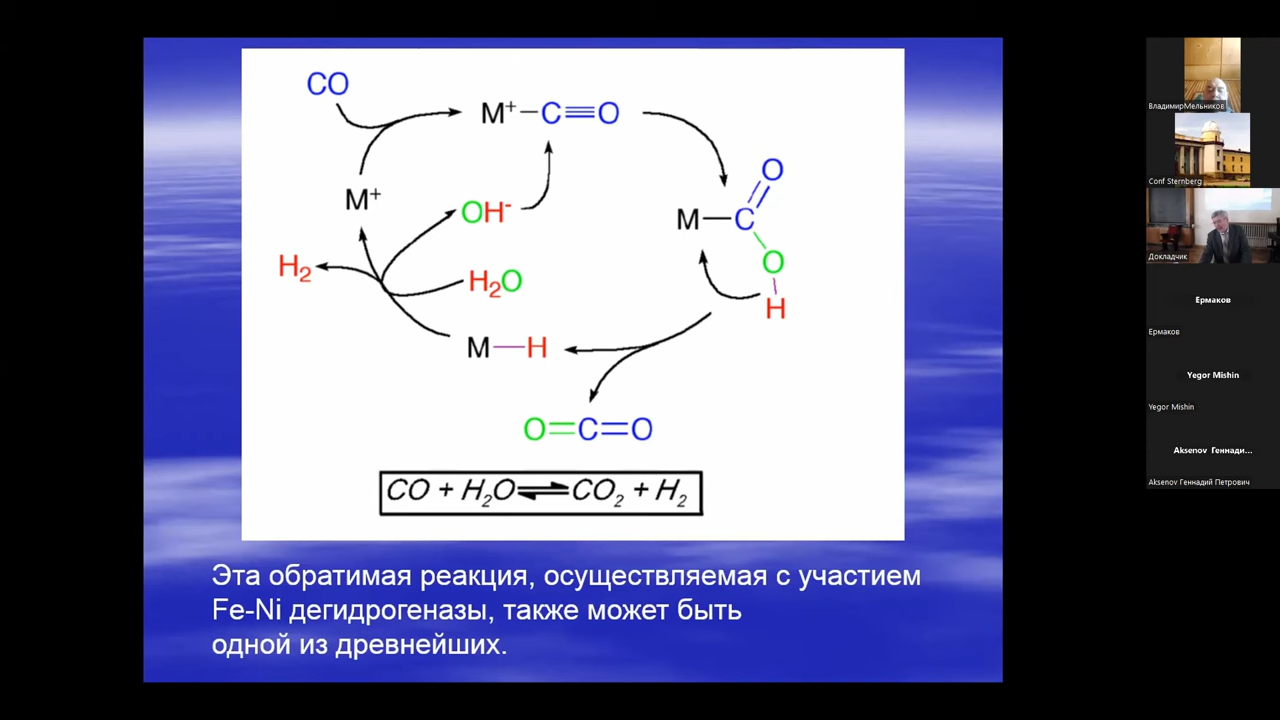 CO
M⁺–C≡O
O
M⁺
OH⁻
M–C
O
H₂
H₂O
H
M–H
O=C=O
CO + H₂O ⇌ CO₂ + H₂
Эта обратимая реакция, осуществляемая с участием
Fe-Ni дегидрогеназы, также может быть
одной из древнейших.
ВладимирМельников
Conf Sternberg
Докладчик
Ермаков
Ермаков
Yegor Mishin
Yegor Mishin
Aksenov Геннади...
Aksenov Геннадий Петрович